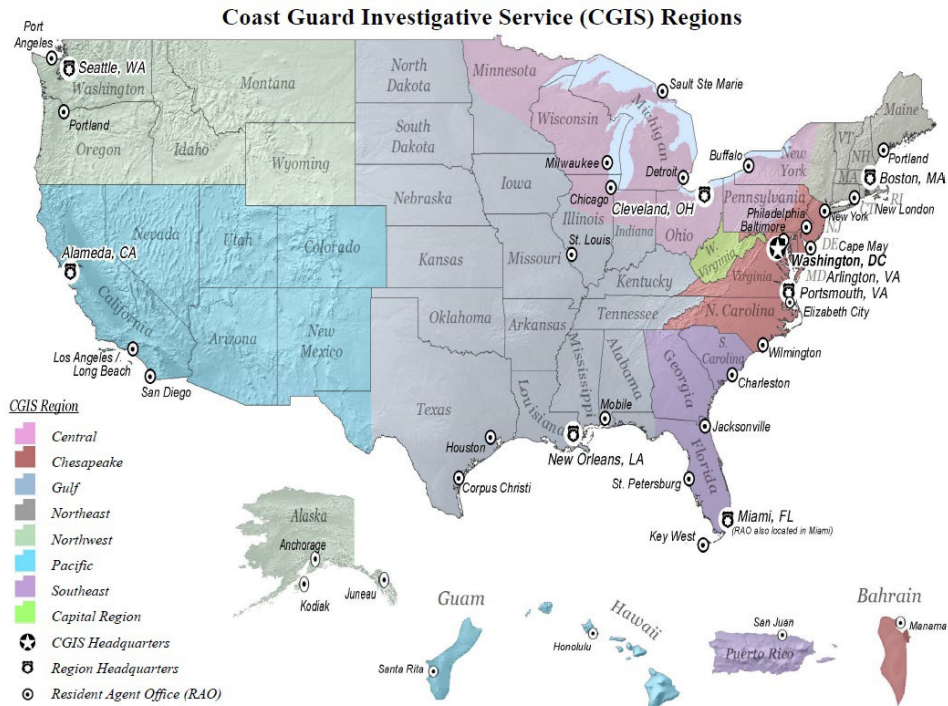 Coast Guard Investigative Service (CGIS) Regions
Port
Angeles
Seattle, WA
Washington
Portland
Oregon
Idaho
Montana
Wyoming
North
Dakota
South
Dakota
Nebraska
Kansas
Oklahoma
Texas
Minnesota
Wisconsin
Michigan
Iowa
Illinois
Indiana
Ohio
Missouri
Kentucky
Tennessee
Arkansas
Louisiana
Mississippi
Alabama
Sault Ste Marie
Milwaukee
Chicago
Detroit
Cleveland, OH
Buffalo
St. Louis
New
York
Pennsylvania
VT
NH
Maine
MA
CT
RI
NJ
DE
MD
Portland
Boston, MA
New London
New York
Philadelphia
Baltimore
Cape May
Washington, DC
Arlington, VA
Portsmouth, VA
Elizabeth City
W.
Virginia
Virginia
N. Carolina
S.
Carolina
Georgia
Florida
Wilmington
Charleston
Jacksonville
St. Petersburg
Miami, FL
(RAO also located in Miami)
Key West
Mobile
New Orleans, LA
Houston
Corpus Christi
Nevada
Utah
Colorado
California
Arizona
New
Mexico
Alameda, CA
Los Angeles /
Long Beach
San Diego
CGIS Region
Central
Chesapeake
Gulf
Northeast
Northwest
Pacific
Southeast
Capital Region
CGIS Headquarters
Region Headquarters
Resident Agent Office (RAO)
Alaska
Anchorage
Kodiak
Juneau
Guam
Santa Rita
Hawaii
Honolulu
San Juan
Puerto Rico
Bahrain
Manama